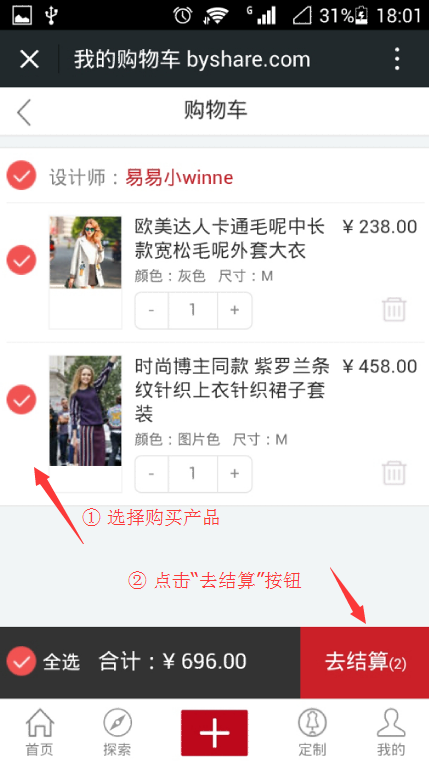 G 31% 18:01
我的购物车 byshare.com
购物车
设计师：易易小winne
欧美达人卡通毛呢中长 ¥ 238.00
款宽松毛呢外套大衣
颜色：灰色 尺寸：M
- 1 +
时尚博主同款 紫罗兰条 ¥ 458.00
纹针织上衣针织裙子套
装
颜色：图片色 尺寸：M
- 1 +
① 选择购买产品
② 点击“去结算”按钮
全选 合计：¥ 696.00 去结算(2)
首页 探索 定制 我的